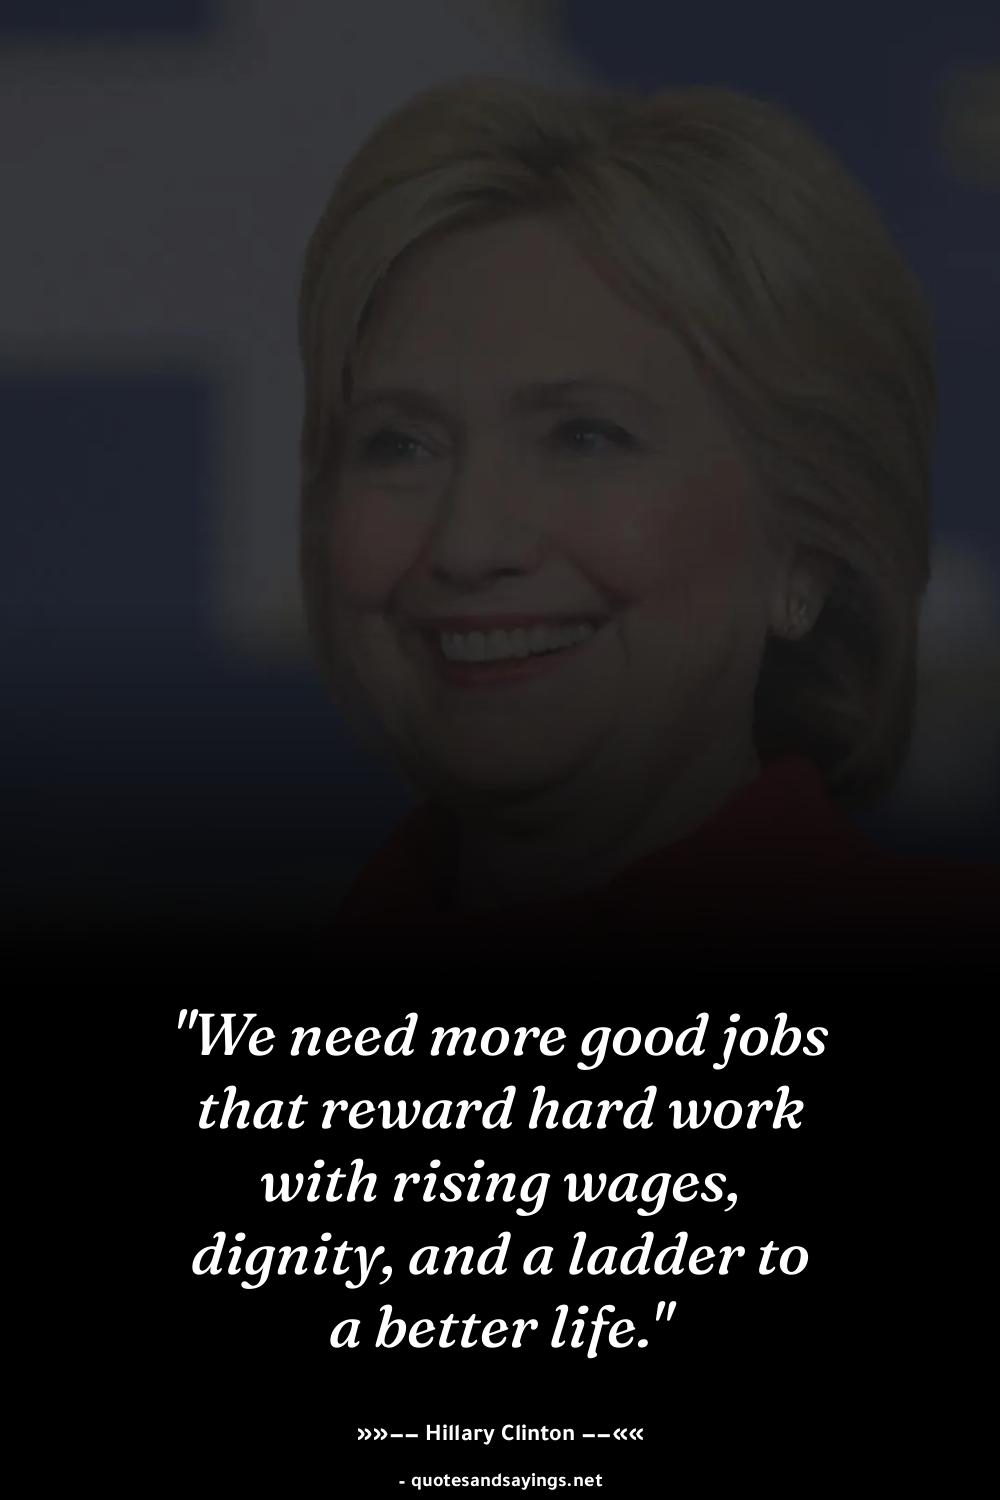 "We need more good jobs
that reward hard work
with rising wages,
dignity, and a ladder to
a better life."
»»–– Hillary Clinton ––««
- quotesandsayings.net